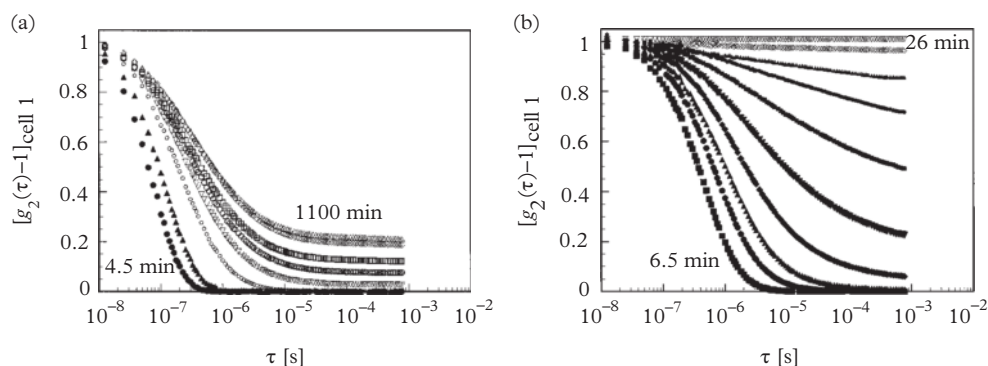 (a)
[g₂(τ)−1]cell 1
1
0.8
0.6
0.4
0.2
0
1100 min
4.5 min
10⁻⁸ 10⁻⁷ 10⁻⁶ 10⁻⁵ 10⁻⁴ 10⁻³ 10⁻²
τ [s]
(b)
[g₂(τ)−1]cell 1
1
0.8
0.6
0.4
0.2
0
26 min
6.5 min
10⁻⁸ 10⁻⁷ 10⁻⁶ 10⁻⁵ 10⁻⁴ 10⁻³ 10⁻²
τ [s]